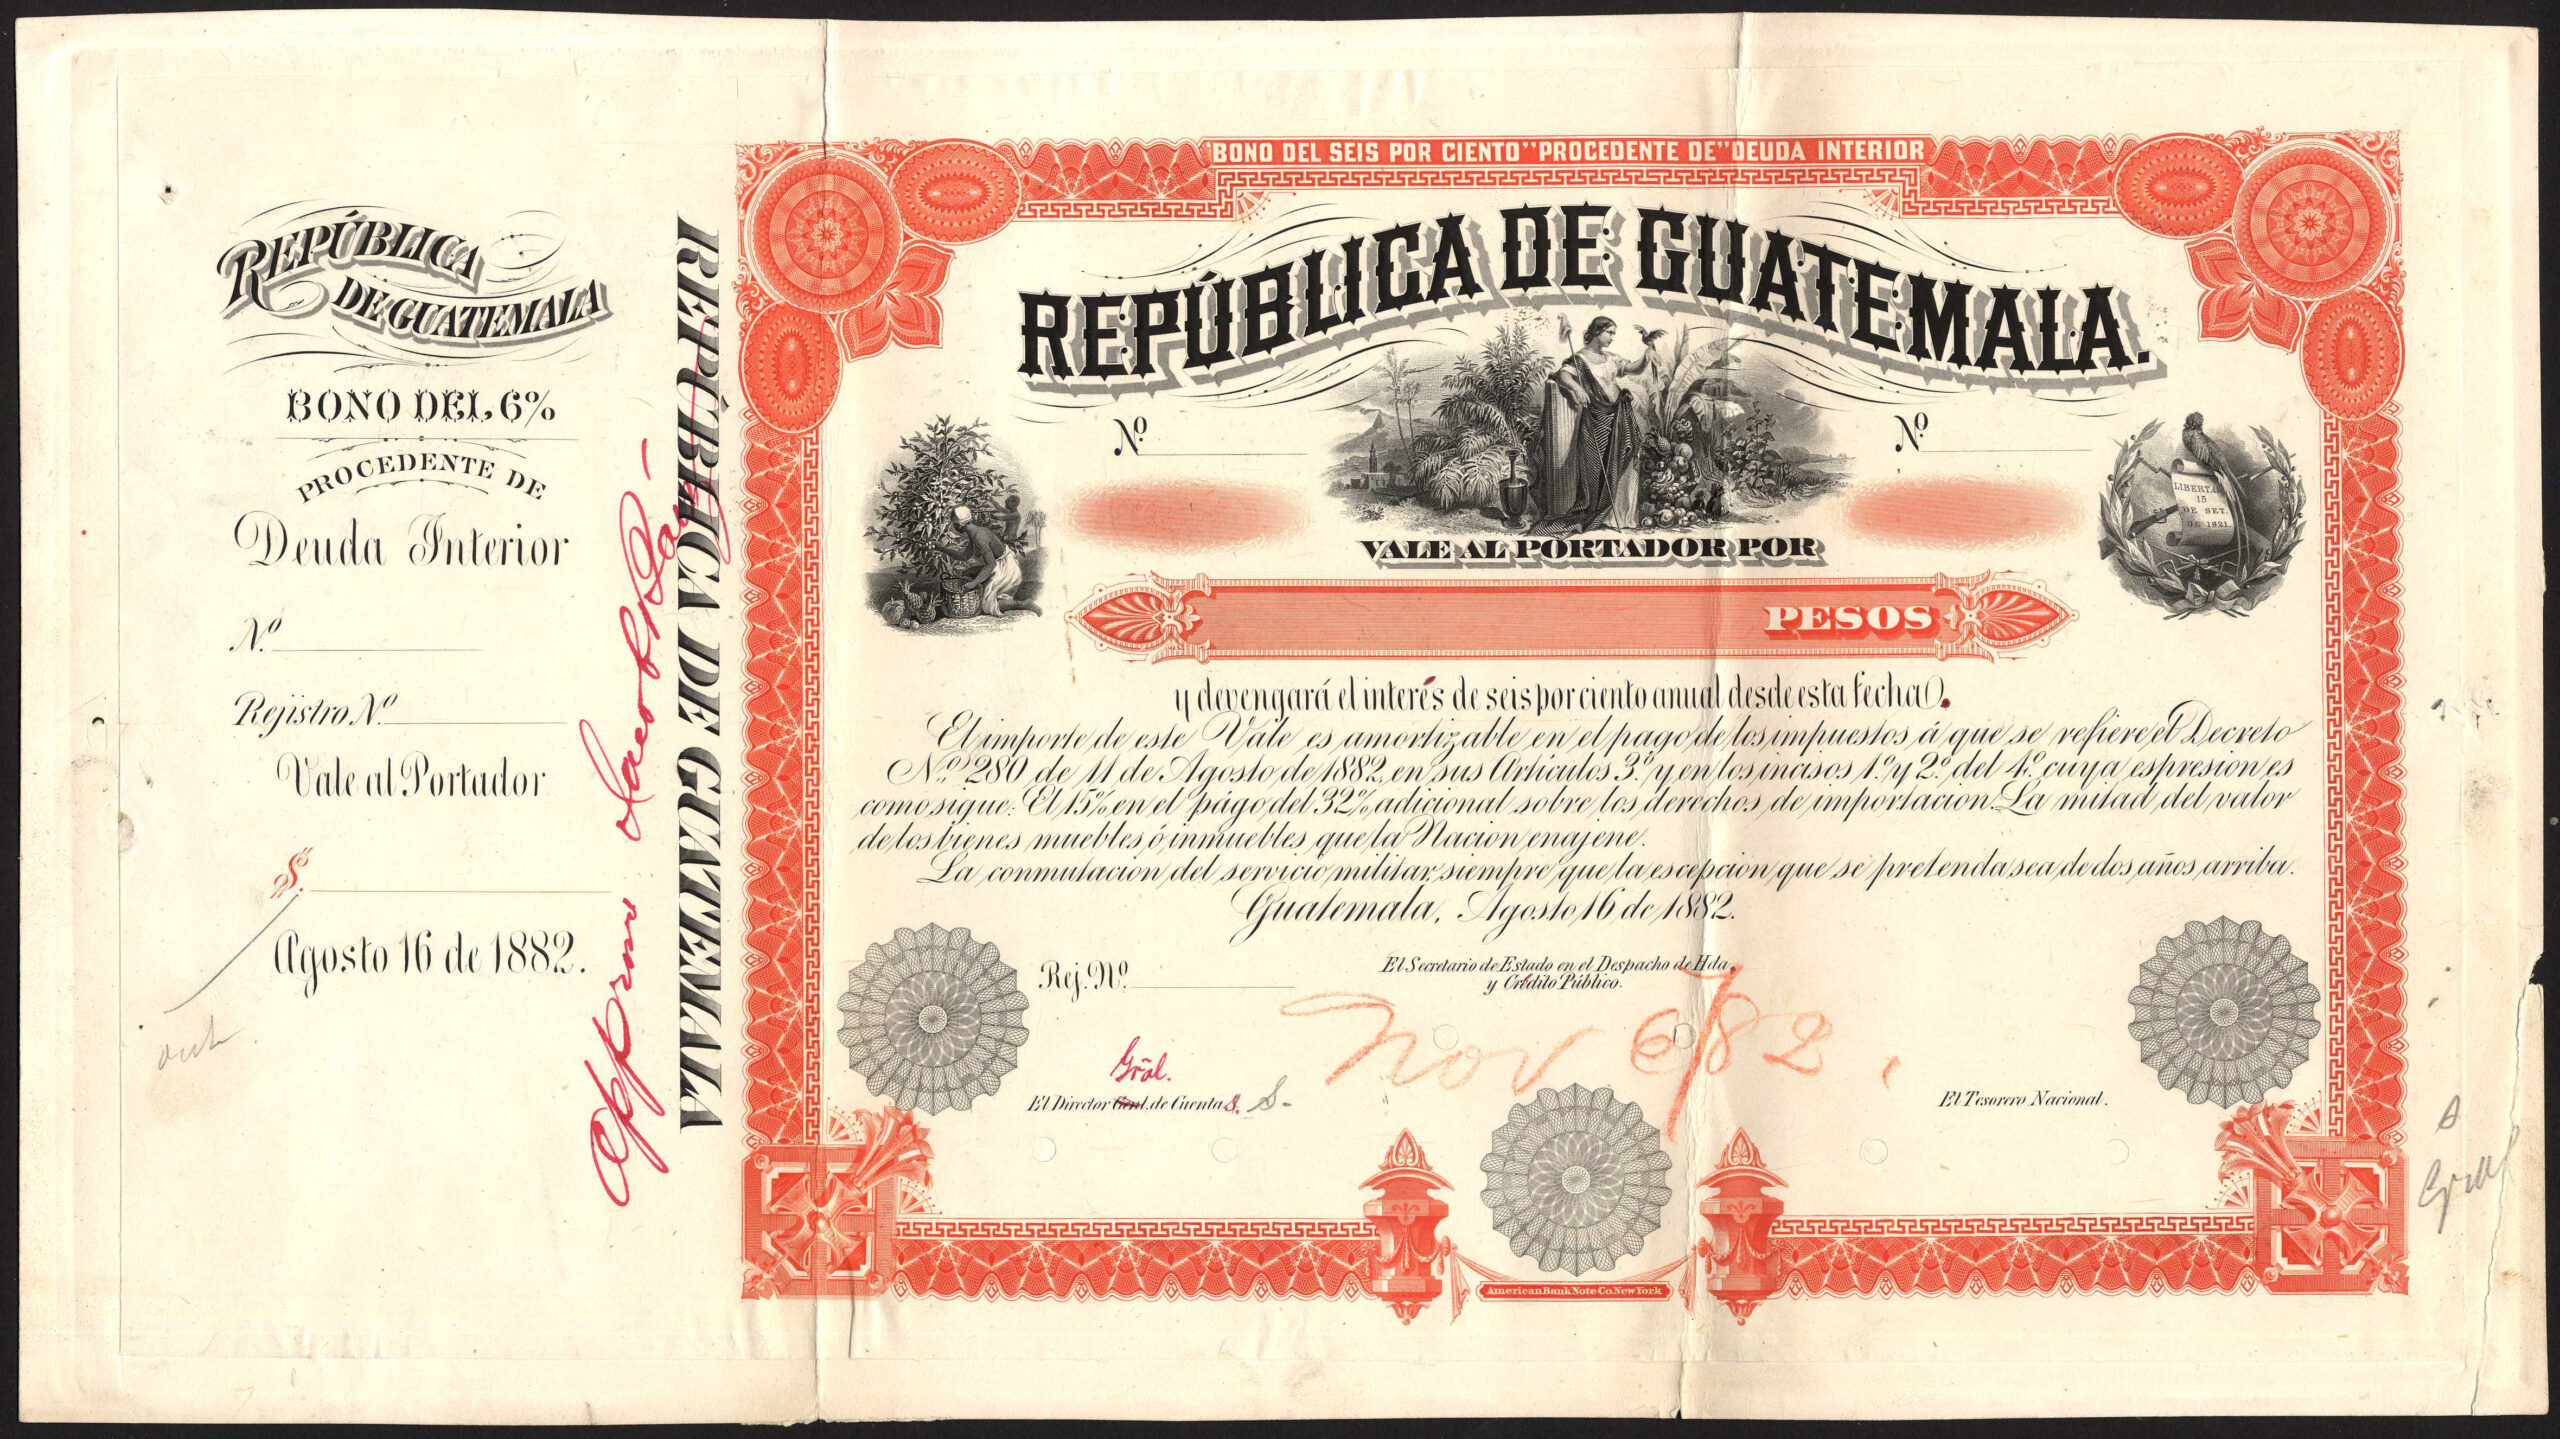 REPÚBLICA
DE GUATEMALA
BONO DEL 6%
PROCEDENTE DE
Deuda Interior
Nº
Rejistro Nº
Vale al Portador
$.
Agosto 16 de 1882.
REPÚBLICA DE GUATEMALA
"BONO DEL SEIS POR CIENTO" PROCEDENTE DE "DEUDA INTERIOR
REPÚBLICA DE GUATEMALA.
Nº
Nº
LIBERTAD
15
DE SET.
DE 1821.
VALE AL PORTADOR POR
PESOS
y devengará el interés de seis por ciento anual desde esta fecha.
El importe de este Vale es amortizable en el pago de los impuestos á que se refiere el Decreto
Nº 280 de 11 de Agosto de 1882, en sus Artículos 3º y en los incisos 1º y 2º del 4º cuya espresion es
como sigue: El 15% en el págo del 32% adicional sobre los derechos de importacion. La mitad del valor
de los bienes muebles ó inmuebles que la Nacion enajene.
La conmutacion del servicio militar, siempre que la escepcion que se pretenda sea de dos años arriba.
Guatemala, Agosto 16 de 1882.
Rej. Nº
El Secretario de Estado en el Despacho de Hda.
y Crédito Público.
Nov 6/82.
Gräl.
El Director Genl. de Cuentas. S.
El Tesorero Nacional.
American Bank Note Co. New York